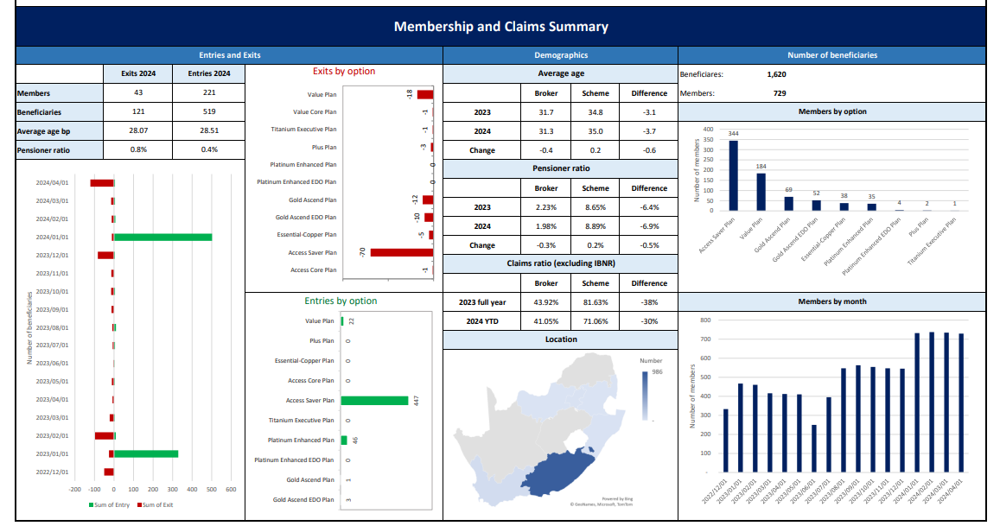 Membership and Claims Summary
Entries and Exits
Exits 2024 Entries 2024
Members 43 221
Beneficiaries 121 519
Average age bp 28.07 28.51
Pensioner ratio 0.8% 0.4%
Number of beneficiaries
2024/04/01
2024/03/01
2024/02/01
2024/01/01
2023/12/01
2023/11/01
2023/10/01
2023/09/01
2023/08/01
2023/07/01
2023/06/01
2023/05/01
2023/04/01
2023/03/01
2023/02/01
2023/01/01
2022/12/01
-200 -100 0 100 200 300 400 500 600
Sum of Entry Sum of Exit
Exits by option
Value Plan -18
Value Core Plan -1
Titanium Executive Plan -1
Plus Plan -3
Platinum Enhanced Plan 0
Platinum Enhanced EDO Plan 0
Gold Ascend Plan -12
Gold Ascend EDO Plan -10
Essential-Copper Plan -5
Access Saver Plan -70
Access Core Plan -1
Entries by option
Value Plan 22
Plus Plan 0
Essential-Copper Plan 0
Access Core Plan 0
Access Saver Plan 447
Titanium Executive Plan 0
Platinum Enhanced Plan 46
Platinum Enhanced EDO Plan 0
Gold Ascend Plan 1
Gold Ascend EDO Plan 3
Demographics
Average age
Broker Scheme Difference
2023 31.7 34.8 -3.1
2024 31.3 35.0 -3.7
Change -0.4 0.2 -0.6
Pensioner ratio
Broker Scheme Difference
2023 2.23% 8.65% -6.4%
2024 1.98% 8.89% -6.9%
Change -0.3% 0.2% -0.5%
Claims ratio (excluding IBNR)
Broker Scheme Difference
2023 full year 43.92% 81.63% -38%
2024 YTD 41.05% 71.06% -30%
Location
Number
986
-
Powered by Bing
© GeoNames, Microsoft, TomTom
Number of beneficiaries
Beneficiares: 1,620
Members: 729
Members by option
Number of members
400
350
300
250
200
150
100
50
0
344 184 69 52 38 35 4 2 1
Access Saver Plan
Value Plan
Gold Ascend Plan
Gold Ascend EDO Plan
Essential-Copper Plan
Platinum Enhanced Plan
Platinum Enhanced EDO Plan
Plus Plan
Titanium Executive Plan
Members by month
Number of members
800
700
600
500
400
300
200
100
-
2022/12/01
2023/01/01
2023/02/01
2023/03/01
2023/04/01
2023/05/01
2023/06/01
2023/07/01
2023/08/01
2023/09/01
2023/10/01
2023/11/01
2023/12/01
2024/01/01
2024/02/01
2024/03/01
2024/04/01